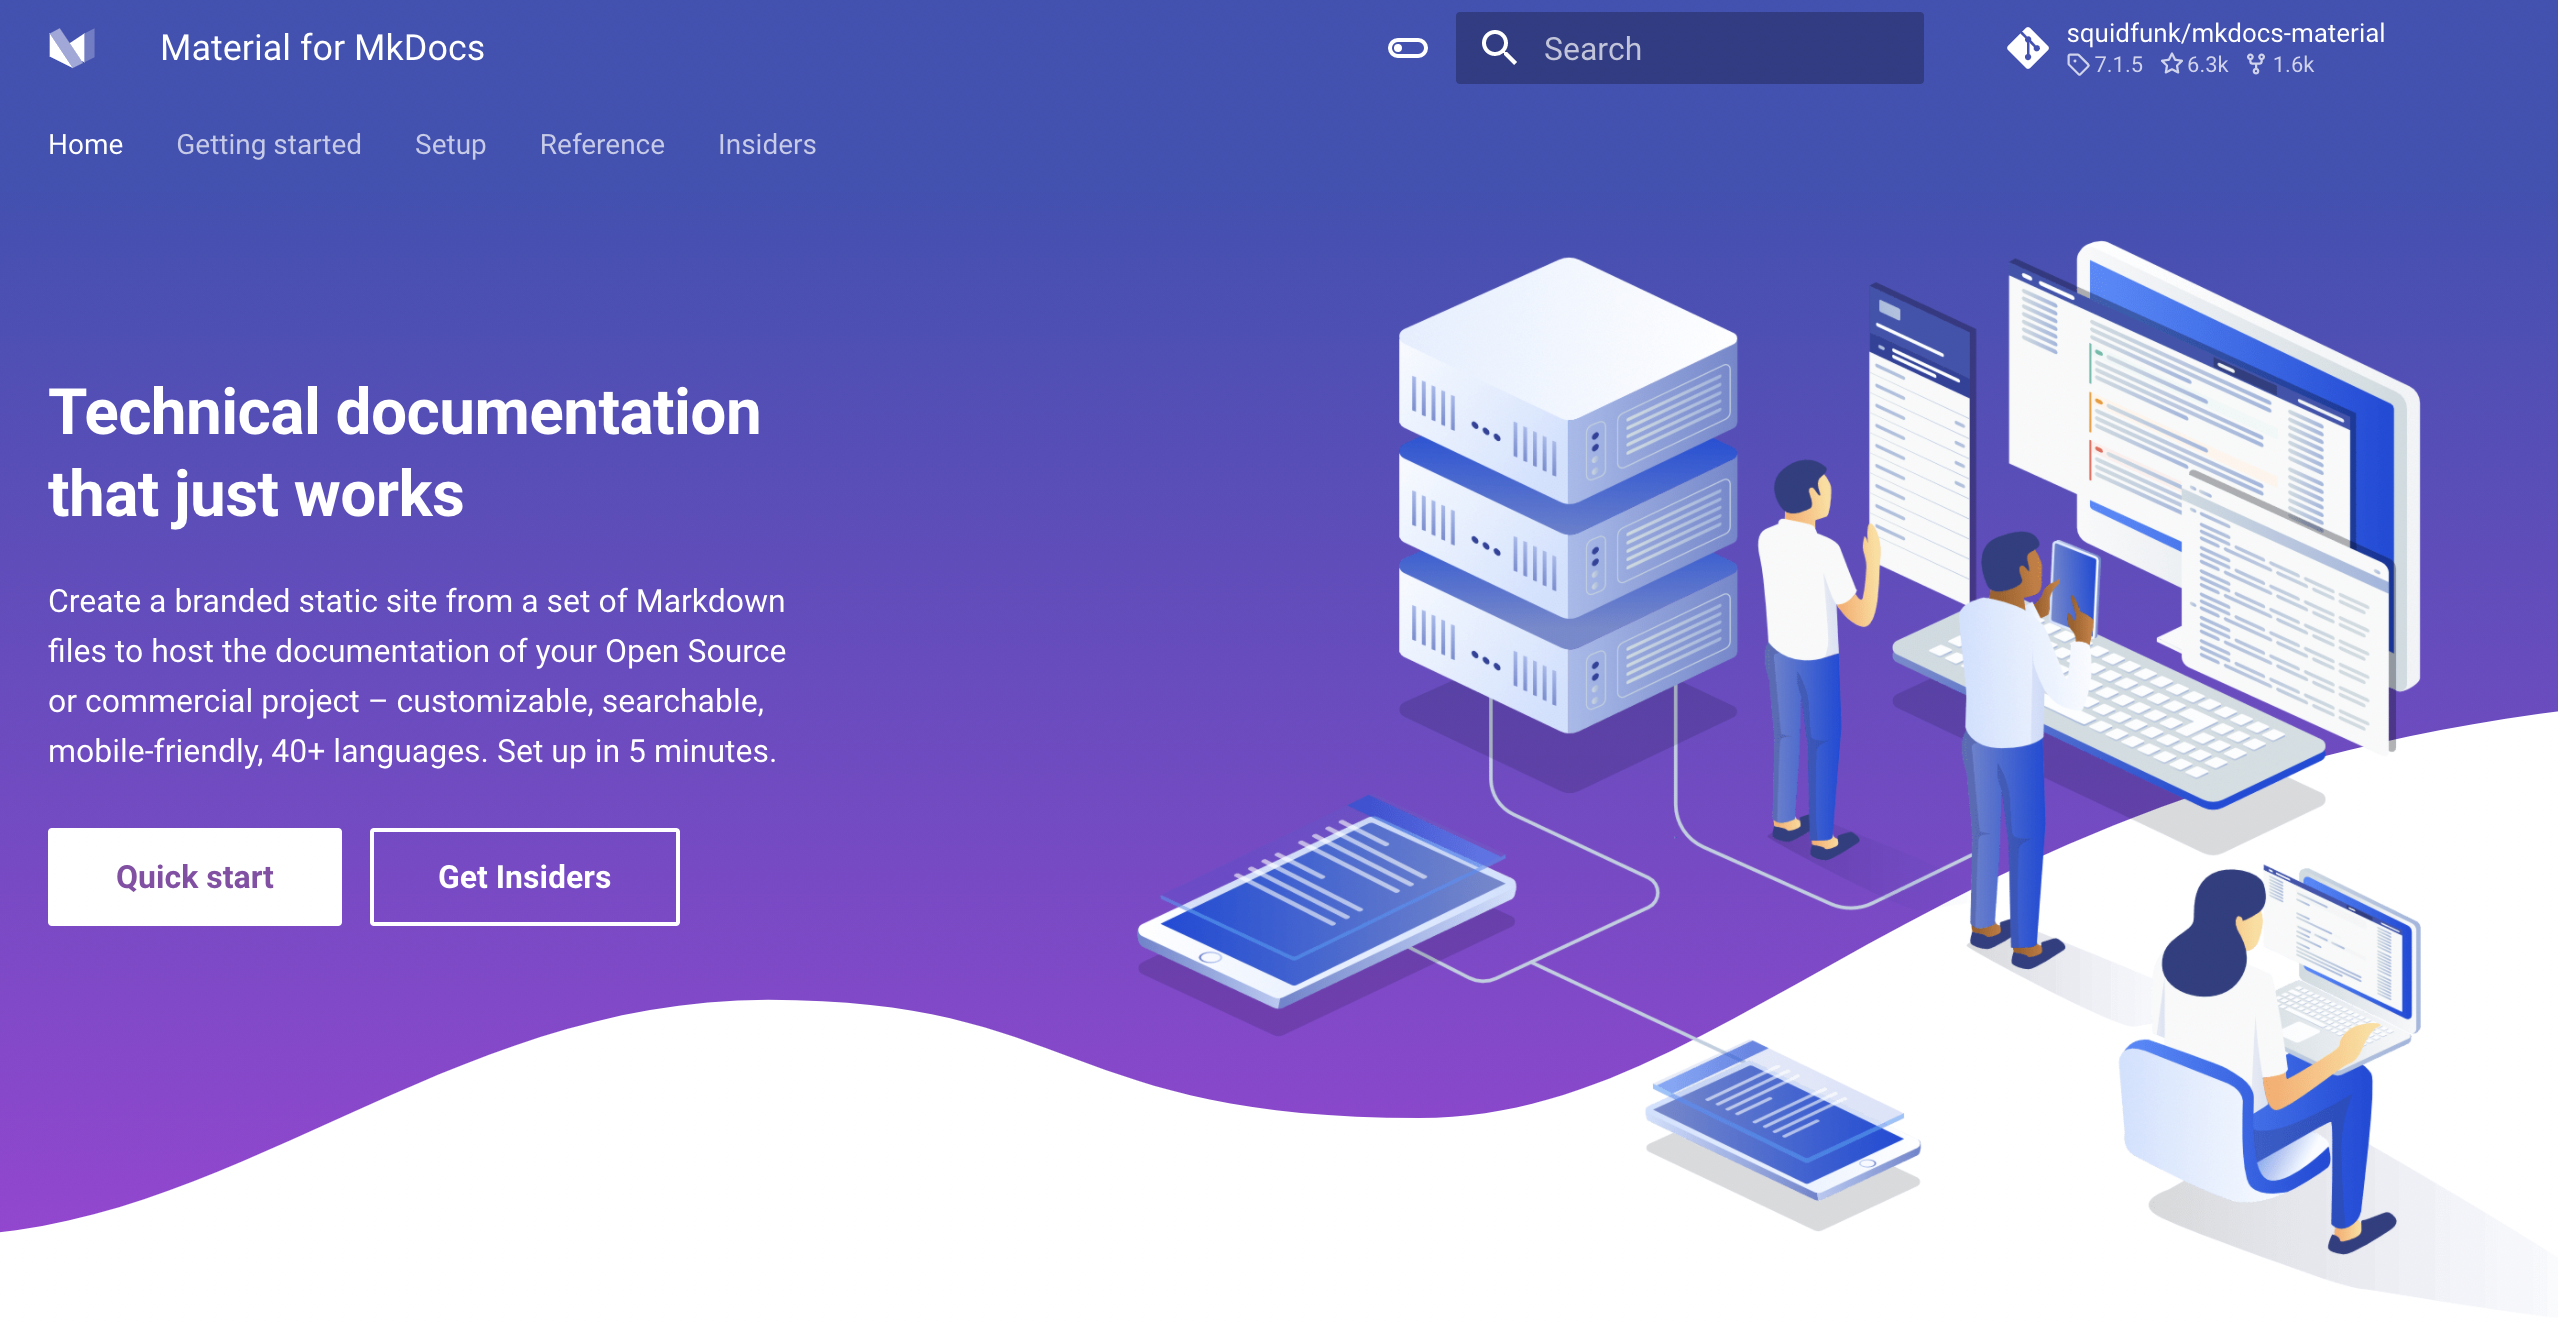 Material for MkDocs
Search
squidfunk/mkdocs-material
7.1.5 6.3k 1.6k
Home Getting started Setup Reference Insiders
Technical documentation
that just works
Create a branded static site from a set of Markdown
files to host the documentation of your Open Source
or commercial project – customizable, searchable,
mobile-friendly, 40+ languages. Set up in 5 minutes.
Quick start
Get Insiders